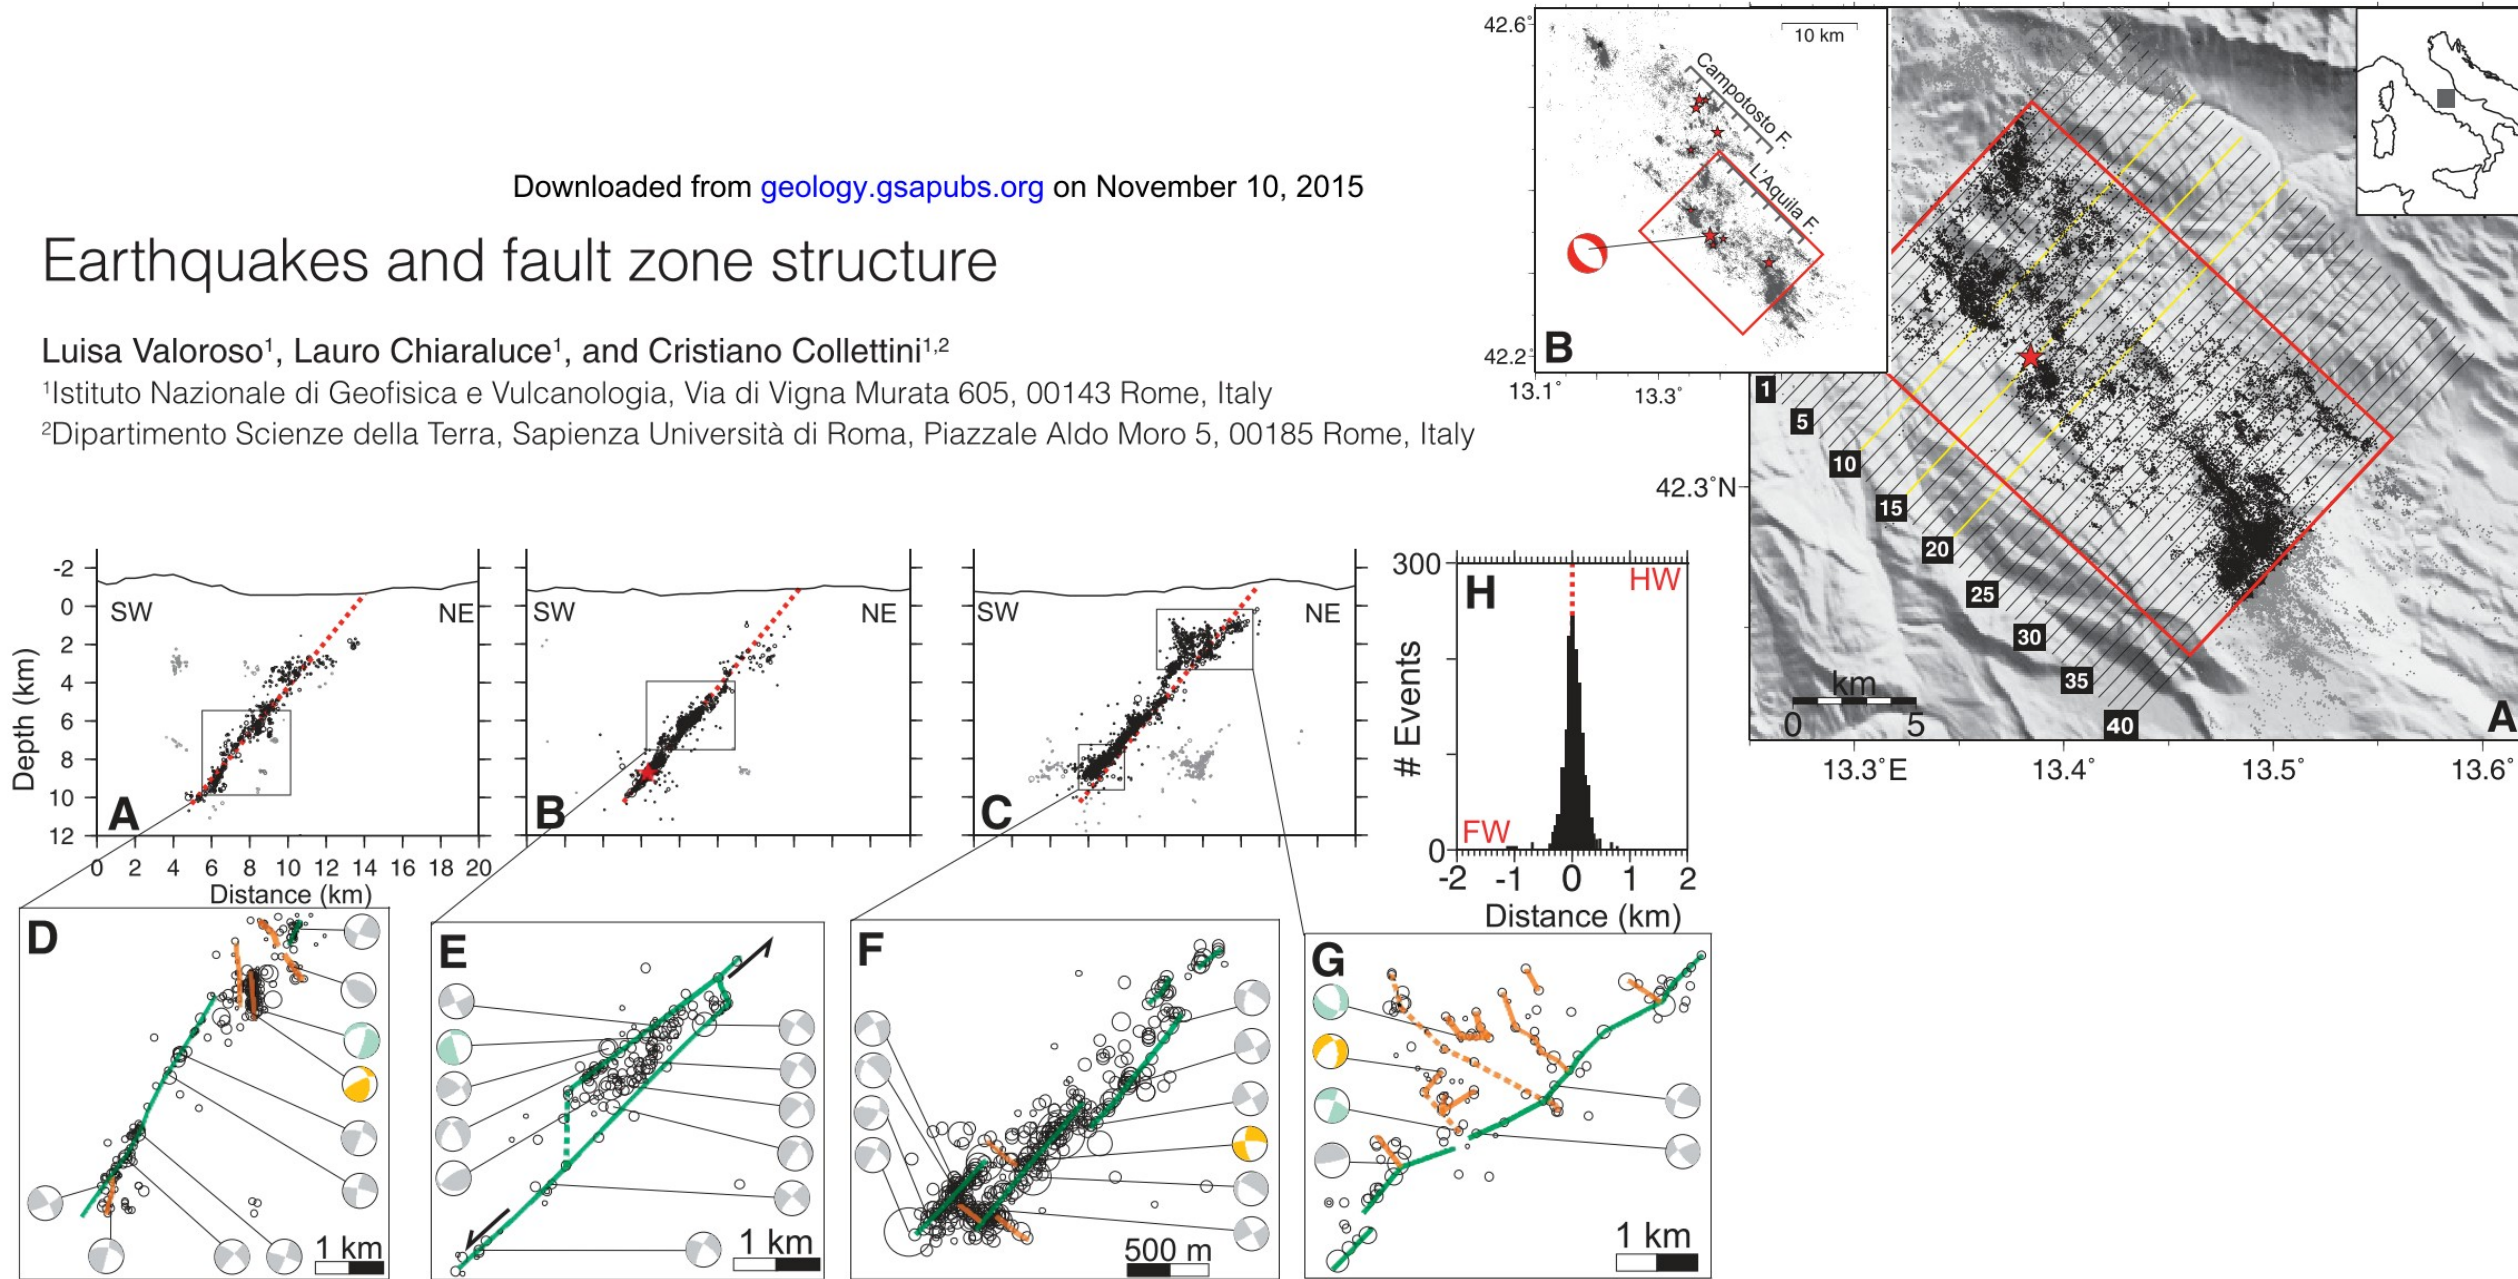 Downloaded from geology.gsapubs.org on November 10, 2015
Earthquakes and fault zone structure
Luisa Valoroso¹, Lauro Chiaraluce¹, and Cristiano Collettini¹,²
¹Istituto Nazionale di Geofisica e Vulcanologia, Via di Vigna Murata 605, 00143 Rome, Italy
²Dipartimento Scienze della Terra, Sapienza Università di Roma, Piazzale Aldo Moro 5, 00185 Rome, Italy
42.6°
10 km
Campotosto F.
L'Aquila F.
B
42.2°
13.1°
13.3°
1
5
10
15
20
25
30
35
40
42.3°N
km
0 5
A
13.3°E 13.4° 13.5° 13.6°
-2
0
2
4
6
8
10
12
Depth (km)
SW NE
A
0 2 4 6 8 10 12 14 16 18 20
Distance (km)
SW NE
B
SW NE
C
300
H
HW
# Events
FW
0
-2 -1 0 1 2
Distance (km)
D
1 km
E
1 km
F
500 m
G
1 km